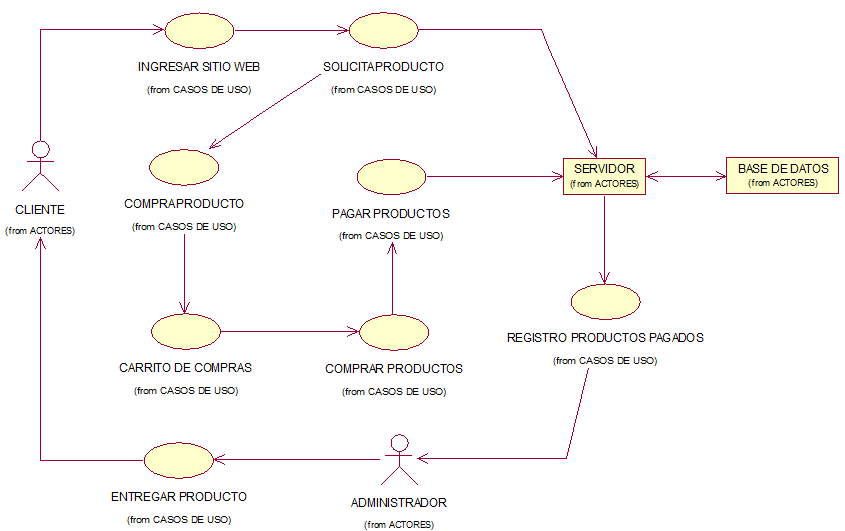 INGRESAR SITIO WEB
(from CASOS DE USO)
SOLICITAPRODUCTO
(from CASOS DE USO)
SERVIDOR
(from ACTORES)
BASE DE DATOS
(from ACTORES)
CLIENTE
(from ACTORES)
COMPRAPRODUCTO
(from CASOS DE USO)
PAGAR PRODUCTOS
(from CASOS DE USO)
REGISTRO PRODUCTOS PAGADOS
(from CASOS DE USO)
CARRITO DE COMPRAS
(from CASOS DE USO)
COMPRAR PRODUCTOS
(from CASOS DE USO)
ENTREGAR PRODUCTO
(from CASOS DE USO)
ADMINISTRADOR
(from ACTORES)